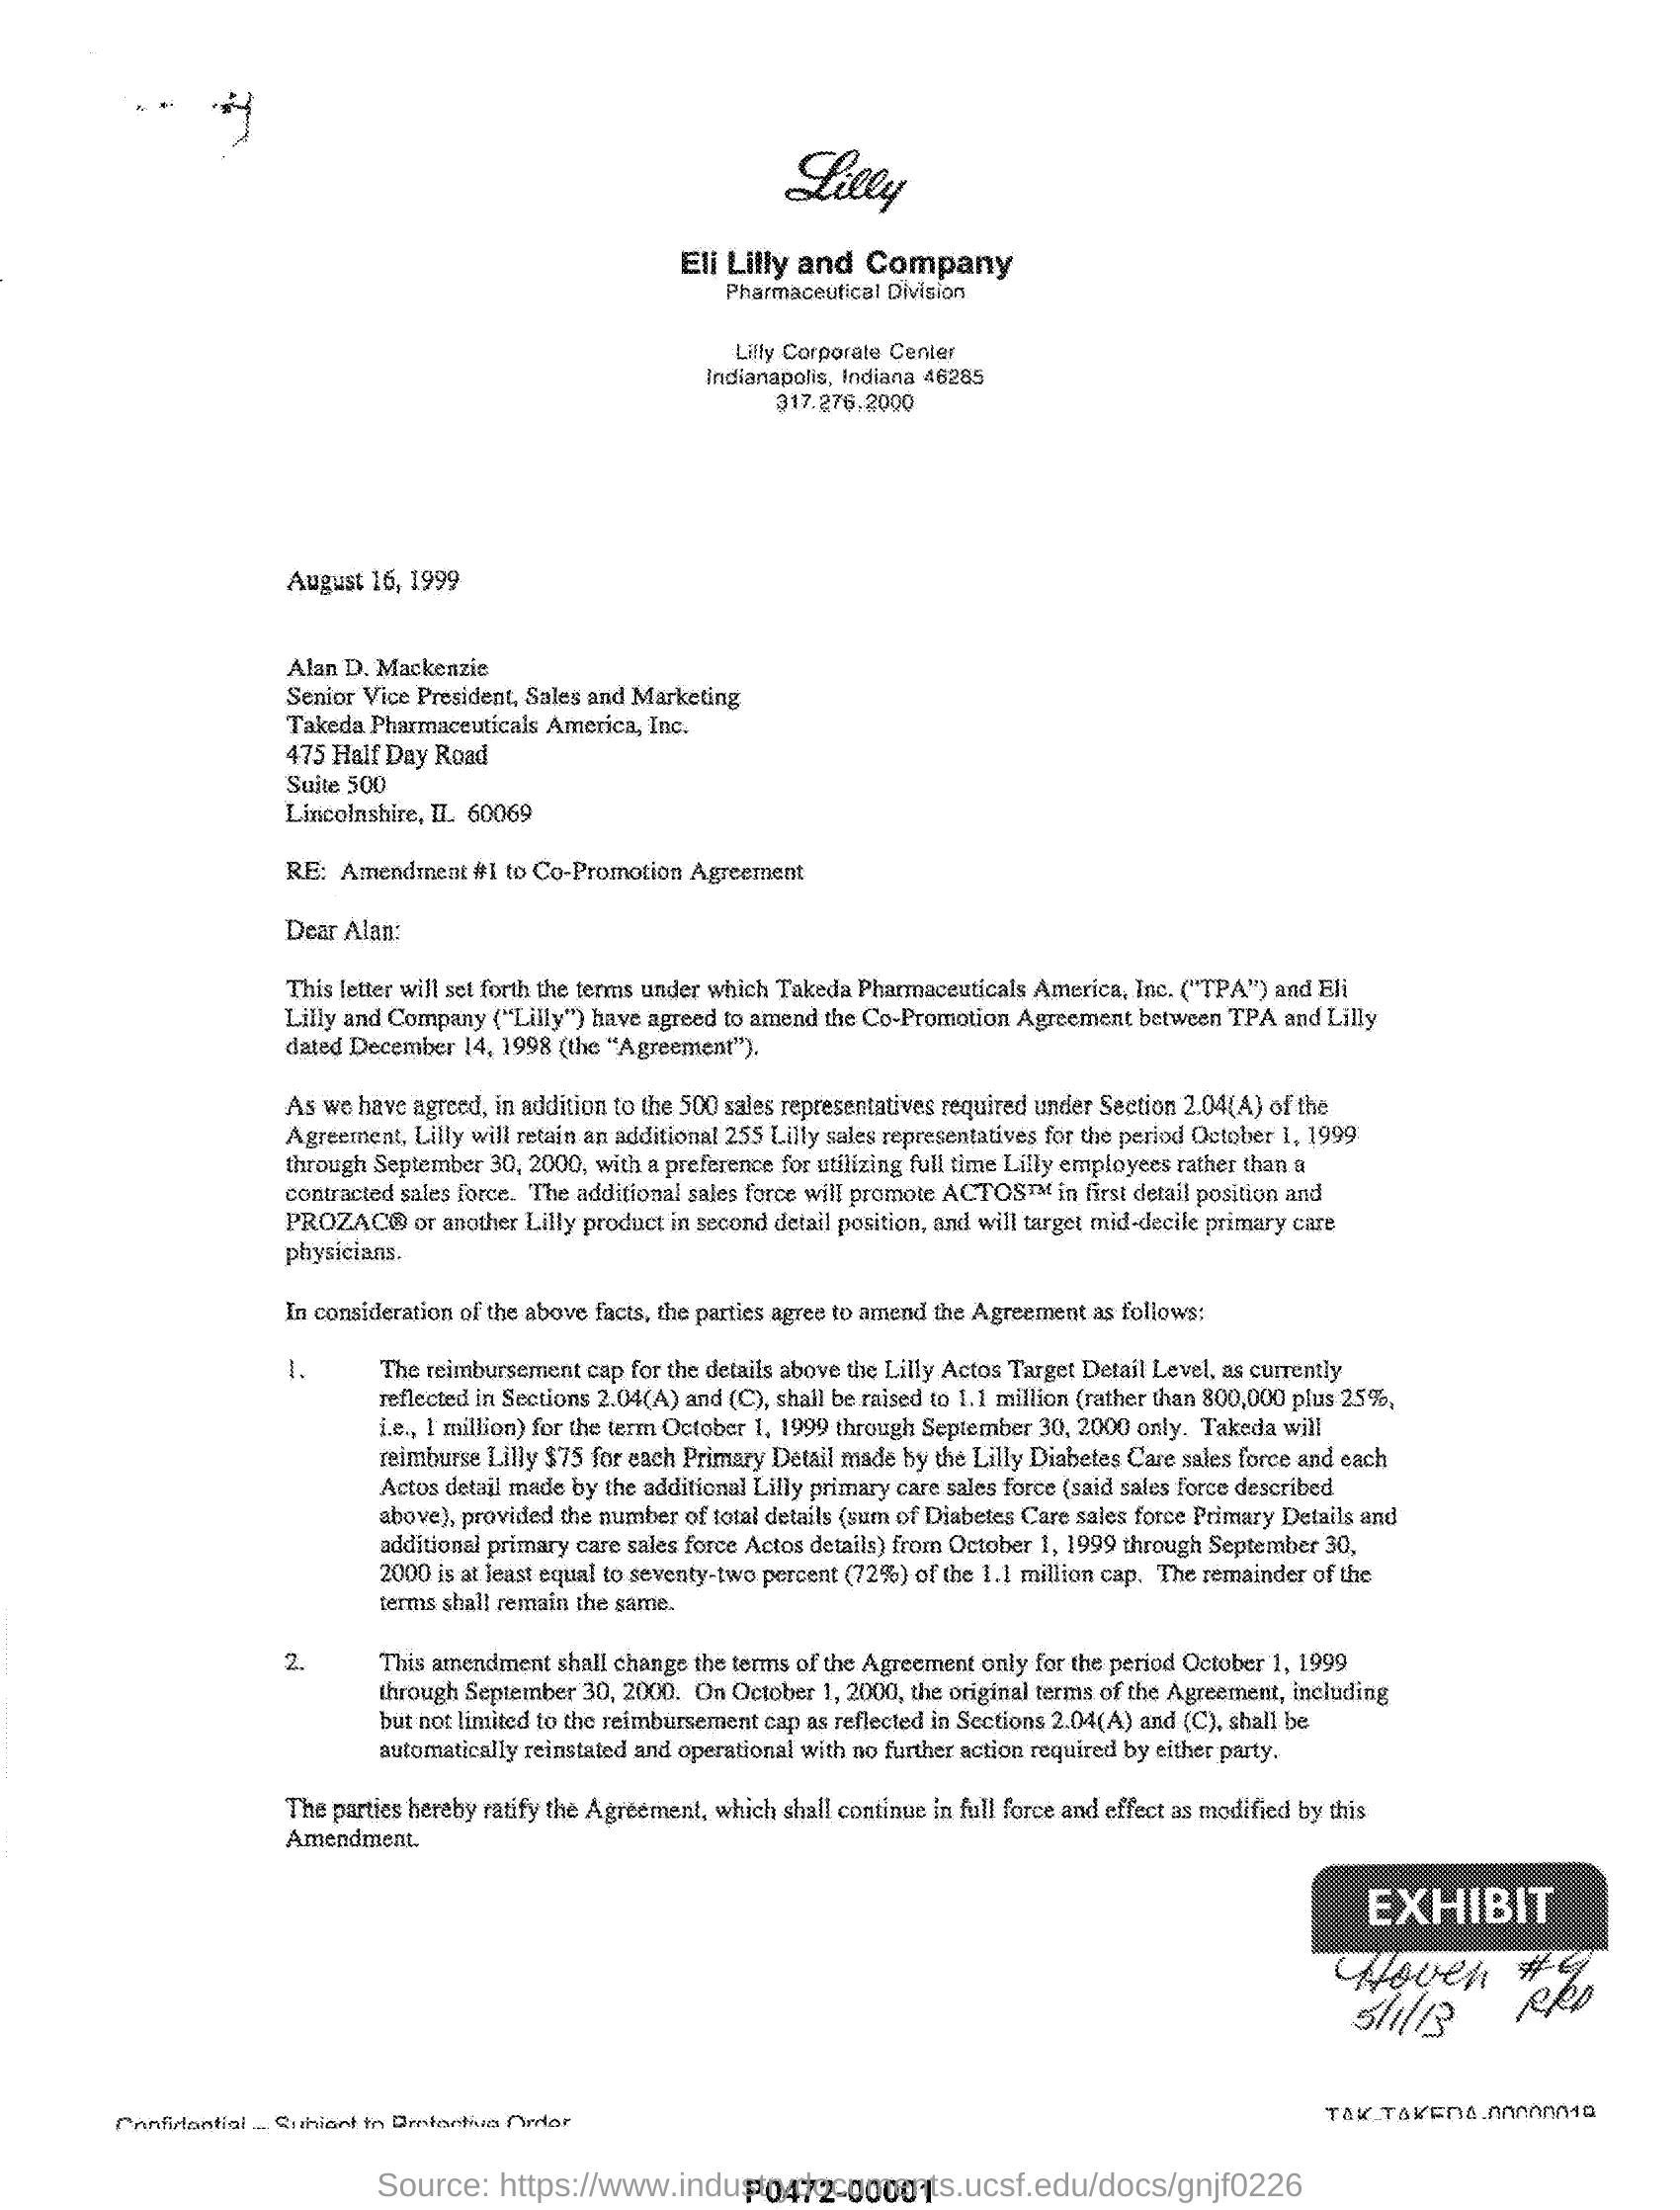 Lilly
Eli Lilly and Company
Pharmaceutical Division
Lilly Corporate Center
Indianapolis, Indiana 46285
317.276.2000
August 16, 1999
Alan D. Mackenzie
Senior Vice President, Sales and Marketing
Takeda Pharmaceuticals America, Inc.
475 Half Day Road
Suite 500
Lincolnshire, IL 60069
RE: Amendment #1 to Co-Promotion Agreement
Dear Alan:
This letter will set forth the terms under which Takeda Pharmaceuticals America, Inc. ("TPA") and Eli
Lilly and Company ("Lilly") have agreed to amend the Co-Promotion Agreement between TPA and Lilly
dated December 14, 1998 (the "Agreement").
As we have agreed, in addition to the 500 sales representatives required under Section 2.04(A) of the
Agreement, Lilly will retain an additional 255 Lilly sales representatives for the period October 1, 1999
through September 30, 2000, with a preference for utilizing full time Lilly employees rather than a
contracted sales force. The additional sales force will promote ACTOS™ in first detail position and
PROZAC® or another Lilly product in second detail position, and will target mid-decile primary care
physicians.
In consideration of the above facts, the parties agree to amend the Agreement as follows:
1. The reimbursement cap for the details above the Lilly Actos Target Detail Level, as currently
reflected in Sections 2.04(A) and (C), shall be raised to 1.1 million (rather than 800,000 plus 25%,
i.e., 1 million) for the term October 1, 1999 through September 30, 2000 only. Takeda will
reimburse Lilly $75 for each Primary Detail made by the Lilly Diabetes Care sales force and each
Actos detail made by the additional Lilly primary care sales force (said sales force described
above), provided the number of total details (sum of Diabetes Care sales force Primary Details and
additional primary care sales force Actos details) from October 1, 1999 through September 30,
2000 is at least equal to seventy-two percent (72%) of the 1.1 million cap. The remainder of the
terms shall remain the same.
2. This amendment shall change the terms of the Agreement only for the period October 1, 1999
through September 30, 2000. On October 1, 2000, the original terms of the Agreement, including
but not limited to the reimbursement cap as reflected in Sections 2.04(A) and (C), shall be
automatically reinstated and operational with no further action required by either party.
The parties hereby ratify the Agreement, which shall continue in full force and effect as modified by this
Amendment.
EXHIBIT
Hoven #9
5/1/13 RRD
Confidential -- Subject to Protective Order
TAK-TAKEDA-00000019
Source: https://www.industrydocuments.ucsf.edu/docs/gnjf0226
P0472-00001